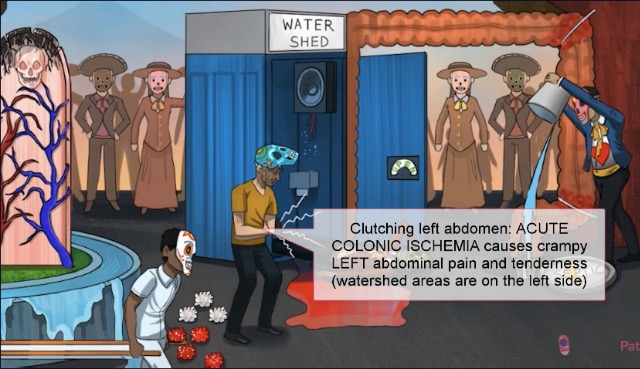 WATER
SHED
Clutching left abdomen: ACUTE
COLONIC ISCHEMIA causes crampy
LEFT abdominal pain and tenderness
(watershed areas are on the left side)
Pat